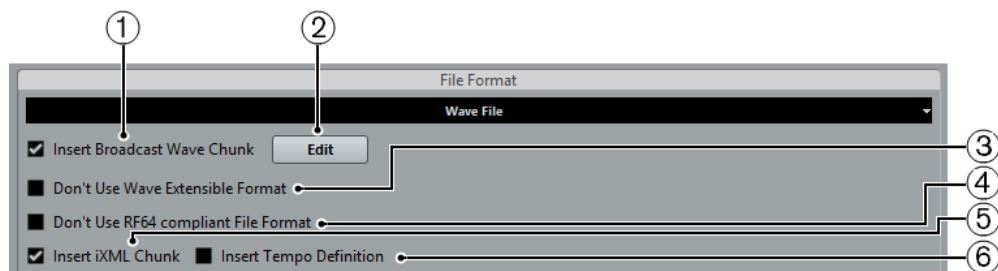 ① ②
File Format
Wave File
Insert Broadcast Wave Chunk Edit
③
Don't Use Wave Extensible Format
④
Don't Use RF64 compliant File Format
⑤
Insert iXML Chunk Insert Tempo Definition
⑥